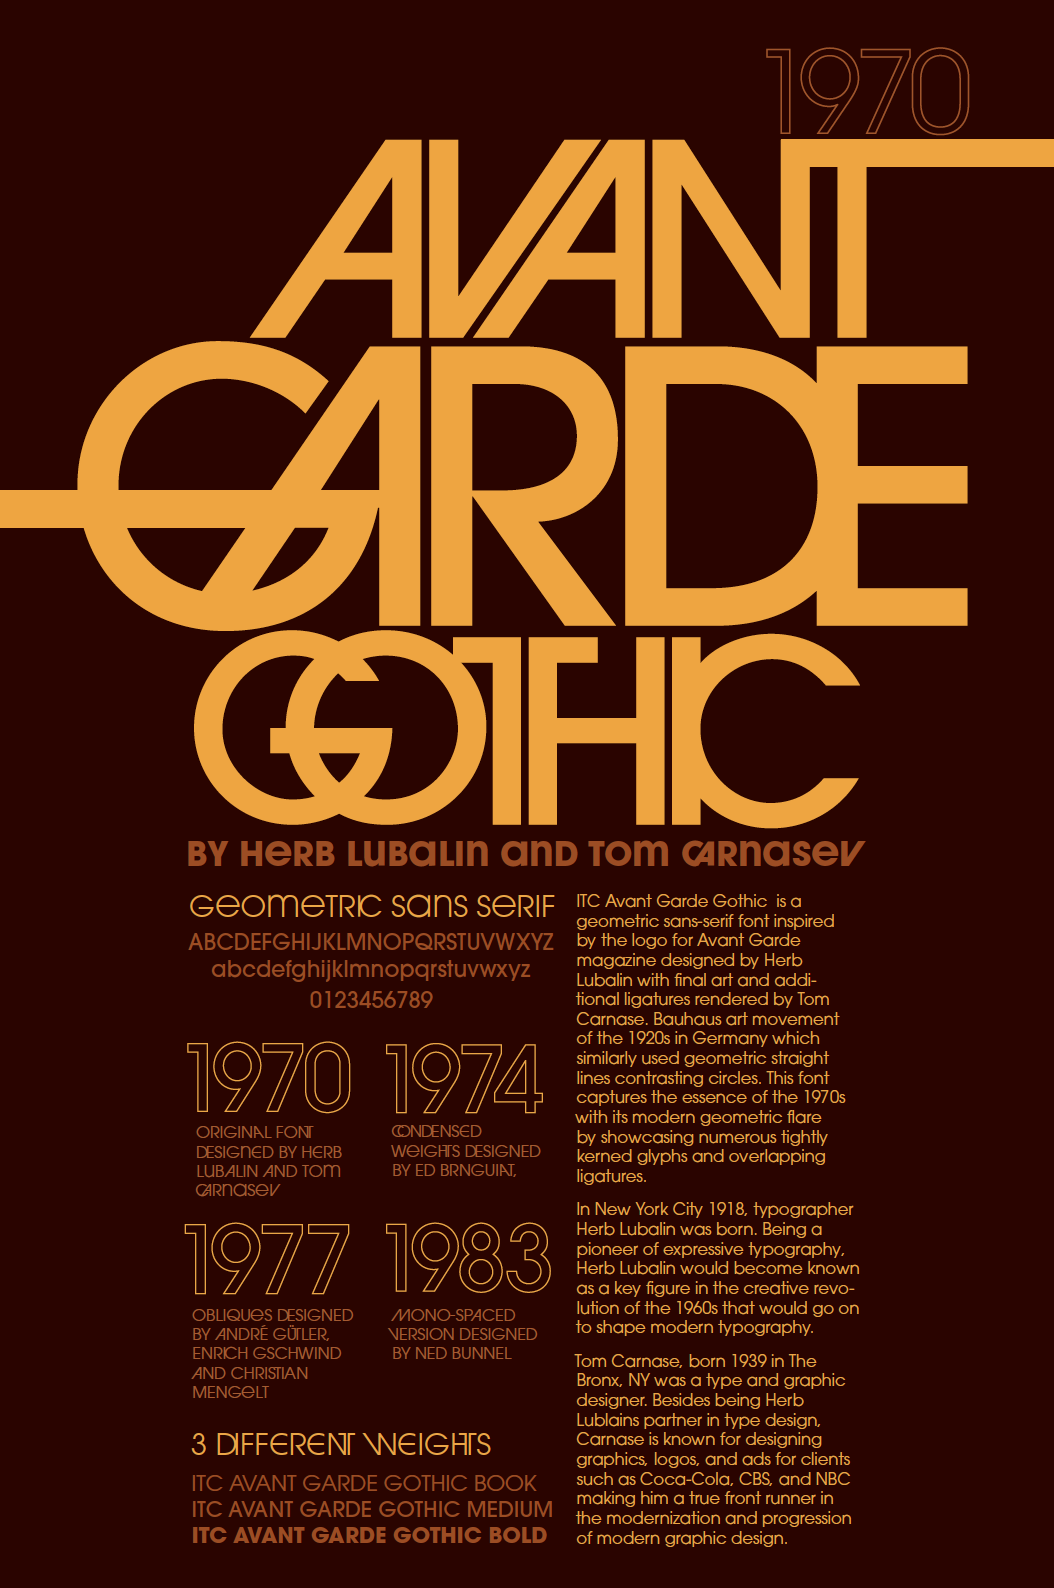 1970
AVANT
GARDE
GOTHIC
BY HeRB LuBaLIn anD Tom CARnaseV
GeomeTRIC sans seRIF
ABCDEFGHIJKLMNOPQRSTUVWXYZ
abcdefghijklmnopqrstuvwxyz
0123456789
1970
ORIGINAL FONT
DESIGneD BY HeRB
LUBALIN AND TOm
CARnaseV
1974
CONDENSED
WEIGHTS DESIGNED
BY ED BRNGUIAT,
1977
OBLIQUeS DESIGNED
BY ANDRÉ GÜTLER,
ENRICH GSCHWIND
AND CHRISTIAN
MENGeLT
1983
MONO-SPACED
VERSION DESIGNED
BY NED BUNNEL
3 DIFFERENT WEIGHTS
ITC AVANT GARDE GOTHIC BOOK
ITC AVANT GARDE GOTHIC MEDIUM
ITC AVANT GARDE GOTHIC BOLD
ITC Avant Garde Gothic is a
geometric sans-serif font inspired
by the logo for Avant Garde
magazine designed by Herb
Lubalin with final art and addi-
tional ligatures rendered by Tom
Carnase. Bauhaus art movement
of the 1920s in Germany which
similarly used geometric straight
lines contrasting circles. This font
captures the essence of the 1970s
with its modern geometric flare
by showcasing numerous tightly
kerned glyphs and overlapping
ligatures.
In New York City 1918, typographer
Herb Lubalin was born. Being a
pioneer of expressive typography,
Herb Lubalin would become known
as a key figure in the creative revo-
lution of the 1960s that would go on
to shape modern typography.
Tom Carnase, born 1939 in The
Bronx, NY was a type and graphic
designer. Besides being Herb
Lublains partner in type design,
Carnase is known for designing
graphics, logos, and ads for clients
such as Coca-Cola, CBS, and NBC
making him a true front runner in
the modernization and progression
of modern graphic design.